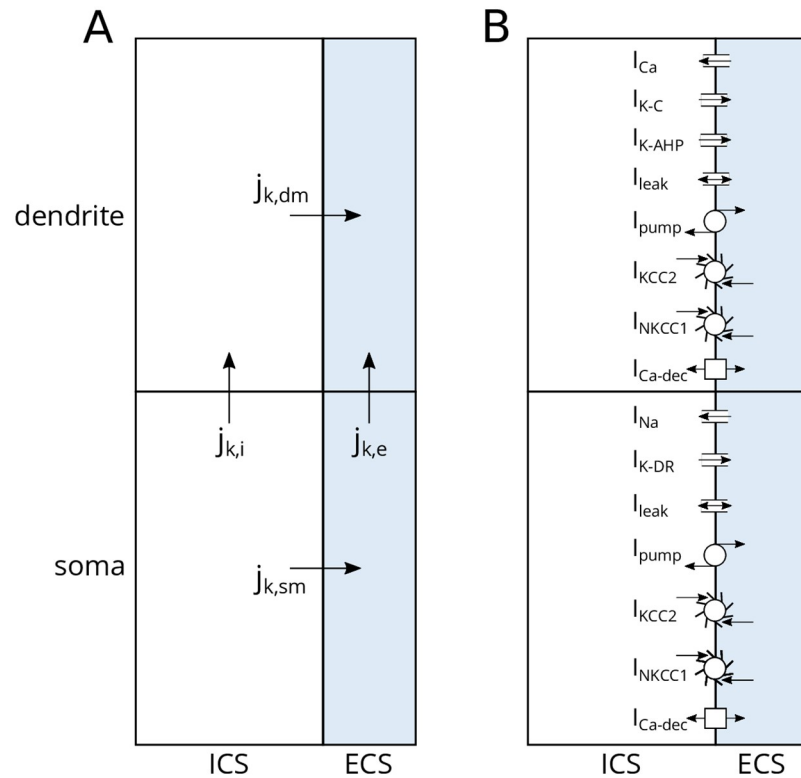 A
dendrite
soma
j_k,dm
j_k,i
j_k,e
j_k,sm
ICS
ECS
B
I_Ca
I_K-C
I_K-AHP
I_leak
I_pump
I_KCC2
I_NKCC1
I_Ca-dec
I_Na
I_K-DR
I_leak
I_pump
I_KCC2
I_NKCC1
I_Ca-dec
ICS
ECS